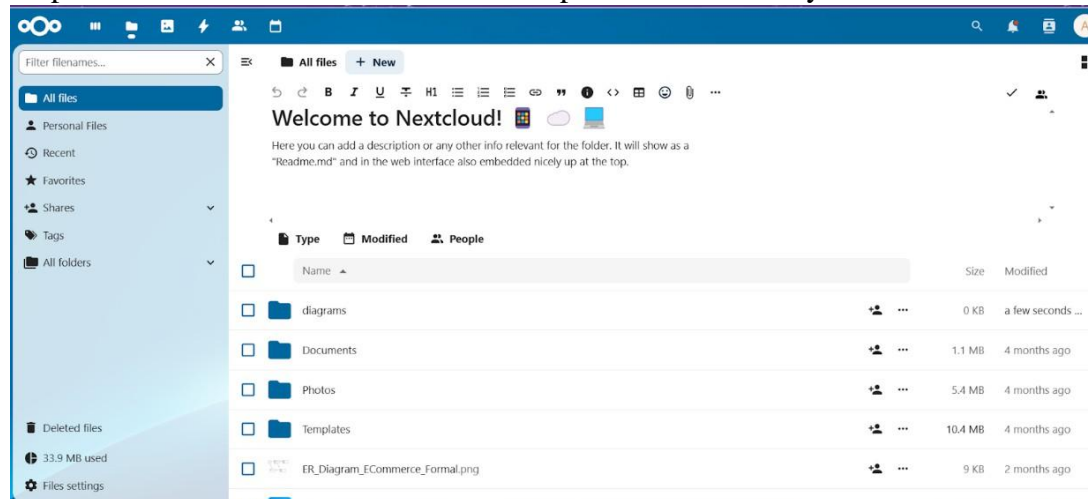 Filter filenames...
All files
+ New
All files
Personal Files
Recent
Favorites
Shares
Tags
All folders
Deleted files
33.9 MB used
Files settings
B I U H1
Welcome to Nextcloud!
Here you can add a description or any other info relevant for the folder. It will show as a
"Readme.md" and in the web interface also embedded nicely up at the top.
Type Modified People
Name Size Modified
diagrams 0 KB a few seconds ...
Documents 1.1 MB 4 months ago
Photos 5.4 MB 4 months ago
Templates 10.4 MB 4 months ago
ER_Diagram_ECommerce_Formal.png 9 KB 2 months ago